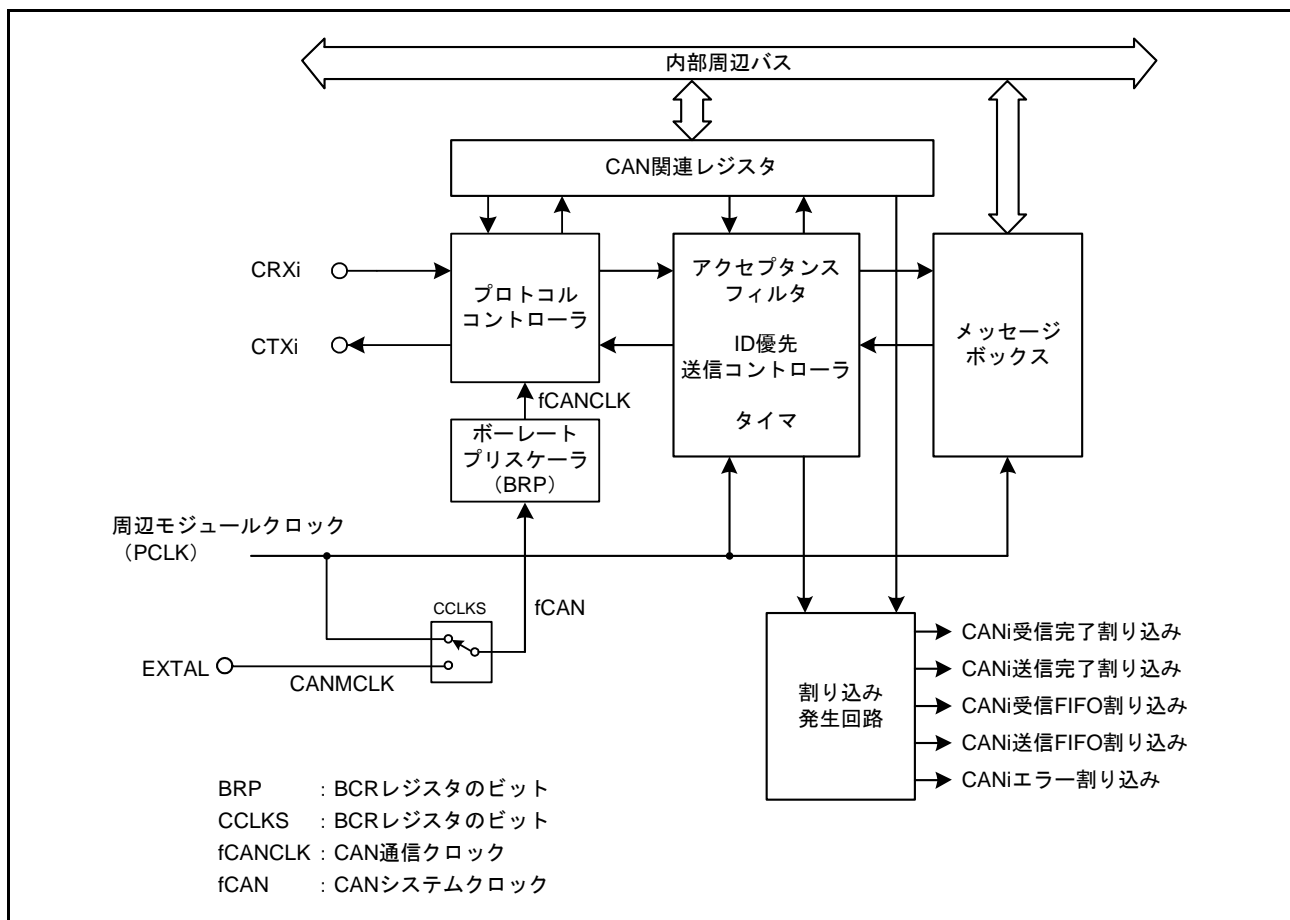 内部周辺バス
CAN関連レジスタ
CRXi
CTXi
プロトコル
コントローラ
アクセプタンス
フィルタ
ID優先
送信コントローラ
タイマ
メッセージ
ボックス
fCANCLK
ボーレート
プリスケーラ
（BRP）
周辺モジュールクロック
（PCLK）
CCLKS
fCAN
EXTAL
CANMCLK
割り込み
発生回路
CANi受信完了割り込み
CANi送信完了割り込み
CANi受信FIFO割り込み
CANi送信FIFO割り込み
CANiエラー割り込み
BRP : BCRレジスタのビット
CCLKS : BCRレジスタのビット
fCANCLK : CAN通信クロック
fCAN : CANシステムクロック